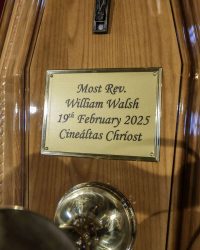 Most Rev.
William Walsh
19th February 2025
Cineáltas Chríost